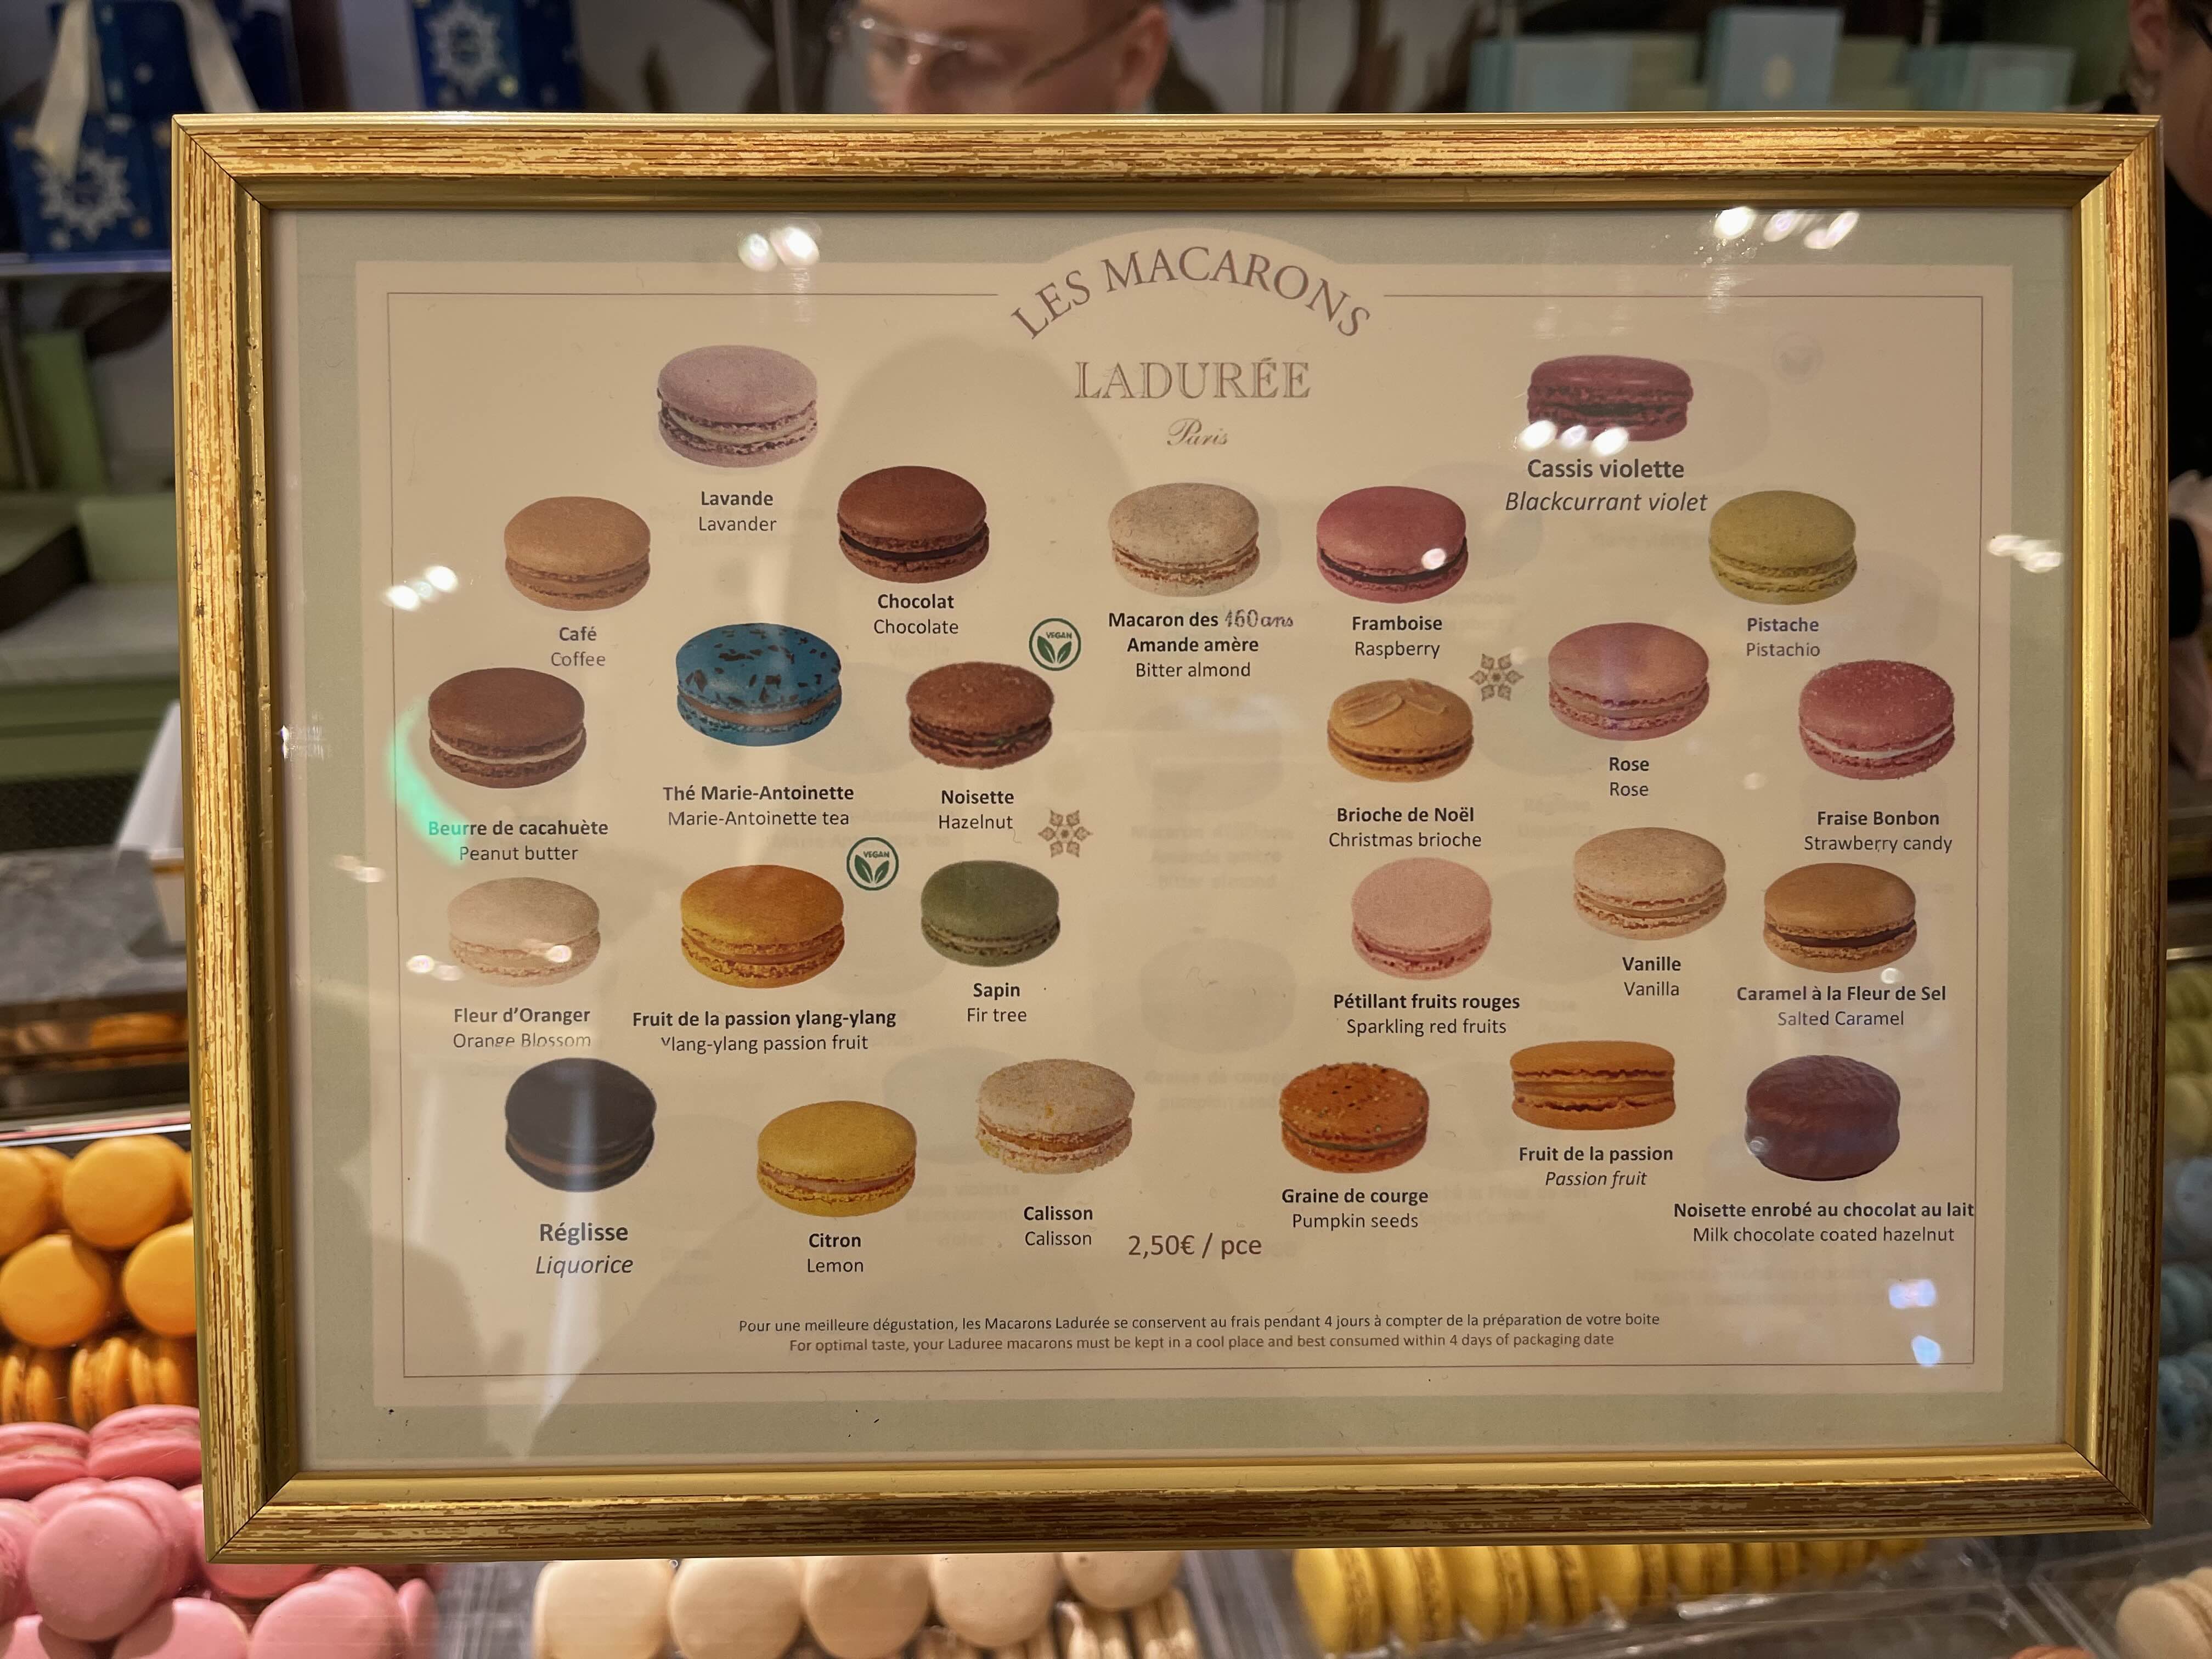 LES MACARONS
LADURÉE
Paris
Lavande
Lavander
Cassis violette
Blackcurrant violet
Café
Coffee
Chocolat
Chocolate
Macaron des 160 ans
Amande amère
Bitter almond
Framboise
Raspberry
Pistache
Pistachio
VEGAN
Beurre de cacahuète
Peanut butter
Thé Marie-Antoinette
Marie-Antoinette tea
Noisette
Hazelnut
Brioche de Noël
Christmas brioche
Rose
Rose
Fraise Bonbon
Strawberry candy
VEGAN
Fleur d'Oranger
Orange Blossom
Fruit de la passion ylang-ylang
Ylang-ylang passion fruit
Sapin
Fir tree
Pétillant fruits rouges
Sparkling red fruits
Vanille
Vanilla
Caramel à la Fleur de Sel
Salted Caramel
Réglisse
Liquorice
Citron
Lemon
Calisson
Calisson
2,50€ / pce
Graine de courge
Pumpkin seeds
Fruit de la passion
Passion fruit
Noisette enrobé au chocolat au lait
Milk chocolate coated hazelnut
Pour une meilleure dégustation, les Macarons Ladurée se conservent au frais pendant 4 jours à compter de la préparation de votre boite
For optimal taste, your Laduree macarons must be kept in a cool place and best consumed within 4 days of packaging date